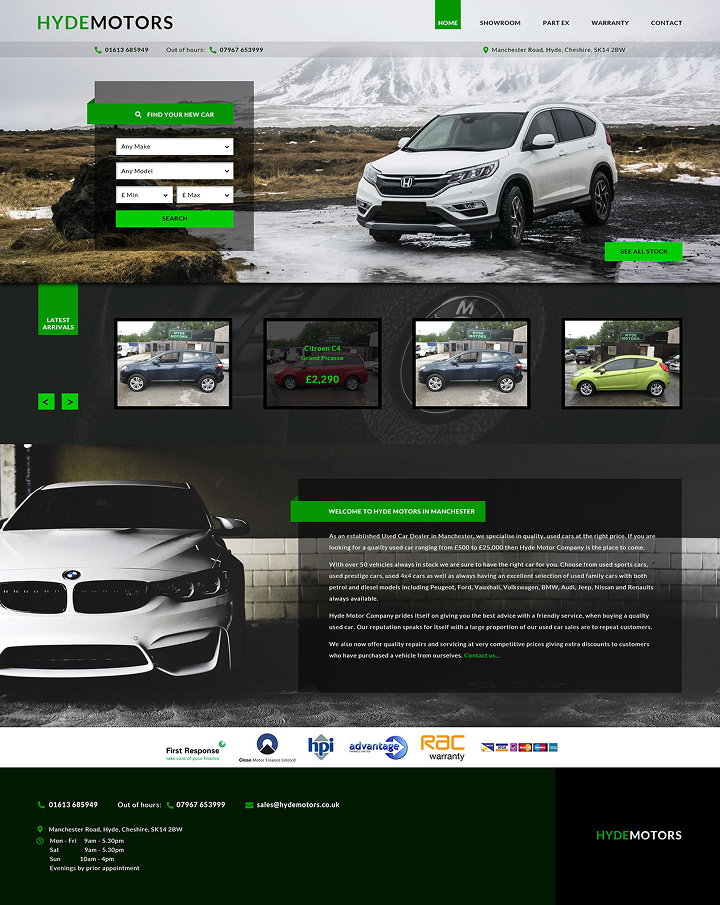 HYDEMOTORS
HOME SHOWROOM PART EX WARRANTY CONTACT
01613 685949 Out of hours: 07967 653999 Manchester Road, Hyde, Cheshire, SK14 2BW
FIND YOUR NEW CAR
Any Make
Any Model
£ Min £ Max
SEARCH
SEE ALL STOCK
LATEST
ARRIVALS
HYDE
MOTORS
Citroen C4
Grand Picasso
£2,290
HYDE
MOTORS
HYDE
MOTORS
< >
M
WELCOME TO HYDE MOTORS IN MANCHESTER
As an established Used Car Dealer in Manchester, we specialise in quality, used cars at the right price. If you are
looking for a quality used car ranging from £500 to £25,000 then Hyde Motor Company is the place to come.
With over 50 vehicles always in stock we are sure to have the right car for you. Choose from used sports cars,
used prestige cars, used 4x4 cars as well as always having an excellent selection of used family cars with both
petrol and diesel models including Peugeot, Ford, Vauxhall, Volkswagen, BMW, Audi, Jeep, Nissan and Renaults
always available.
Hyde Motor Company prides itself on giving you the best advice with a friendly service, when buying a quality
used car. Our reputation speaks for itself with a large proportion of our used car sales are to repeat customers.
We also now offer quality repairs and servicing at very competitive prices giving extra discounts to customers
who have purchased a vehicle from ourselves. Contact us...
First Response
take care of your finance
Close Motor Finance Limited
hpi
advantage
FINANCE LIMITED
RAC
warranty
01613 685949 Out of hours: 07967 653999 sales@hydemotors.co.uk
Manchester Road, Hyde, Cheshire, SK14 2BW
Mon - Fri 9am - 5.30pm
Sat 9am - 5.30pm
Sun 10am - 4pm
Evenings by prior appointment
HYDEMOTORS